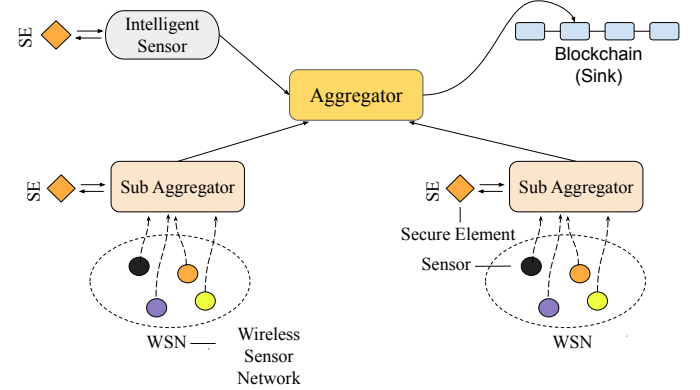 SE
Intelligent
Sensor
Blockchain
(Sink)
Aggregator
SE
Sub Aggregator
SE
Sub Aggregator
Secure Element
Sensor
WSN
Wireless
Sensor
Network
WSN